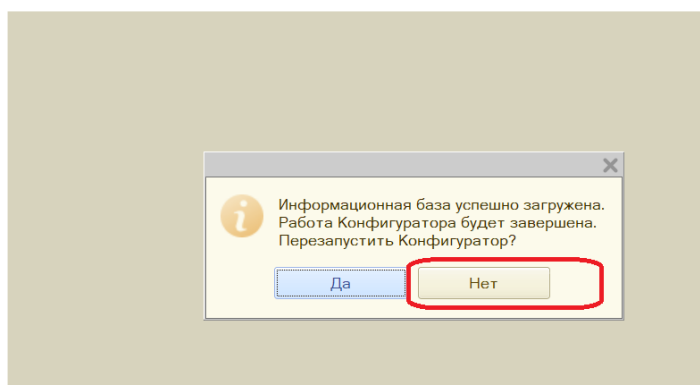 Информационная база успешно загружена.
Работа Конфигуратора будет завершена.
Перезапустить Конфигуратор?
Да
Нет